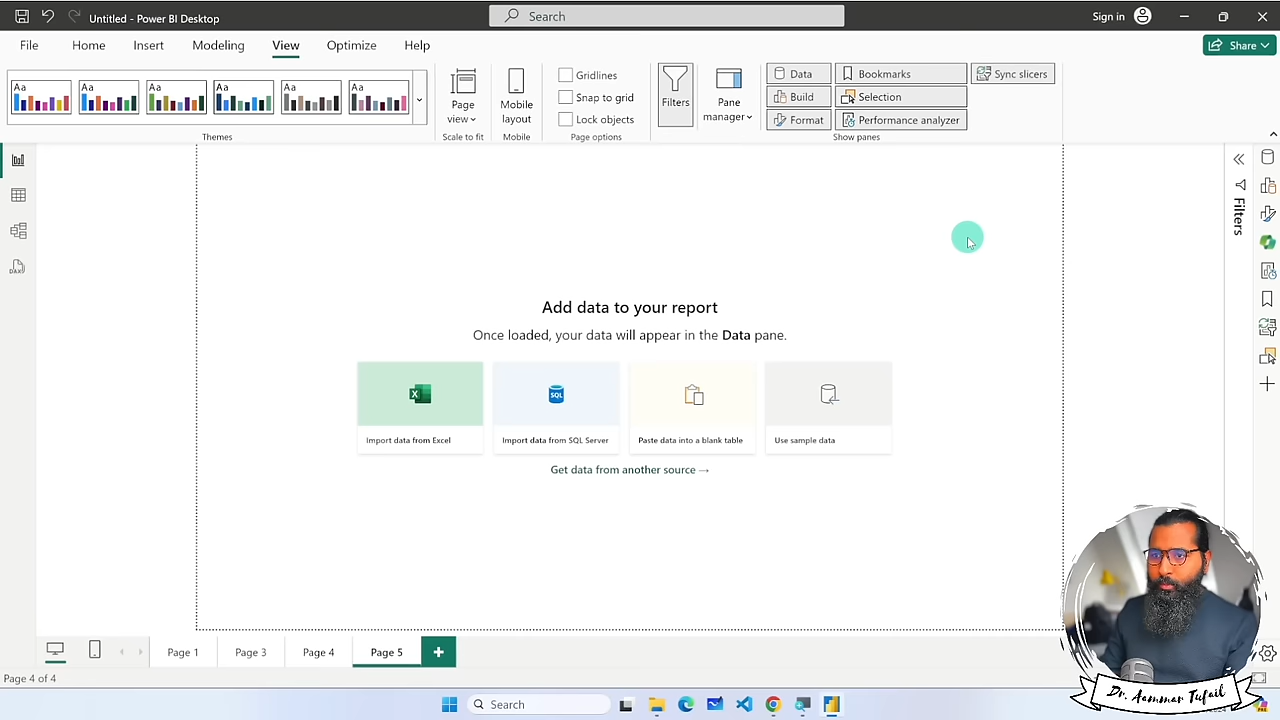 Untitled - Power BI Desktop
Search
Sign in
File
Home
Insert
Modeling
View
Optimize
Help
Share
Aa
Aa
Aa
Aa
Aa
Aa
Themes
Page view
Scale to fit
Mobile layout
Mobile
Gridlines
Snap to grid
Lock objects
Page options
Filters
Pane manager
Data
Build
Format
Bookmarks
Selection
Performance analyzer
Sync slicers
Show panes
Filters
Add data to your report
Once loaded, your data will appear in the Data pane.
SQL
Import data from Excel
Import data from SQL Server
Paste data into a blank table
Use sample data
Get data from another source →
Page 1
Page 3
Page 4
Page 5
Page 4 of 4
Search
Dr. Aammar Tufail